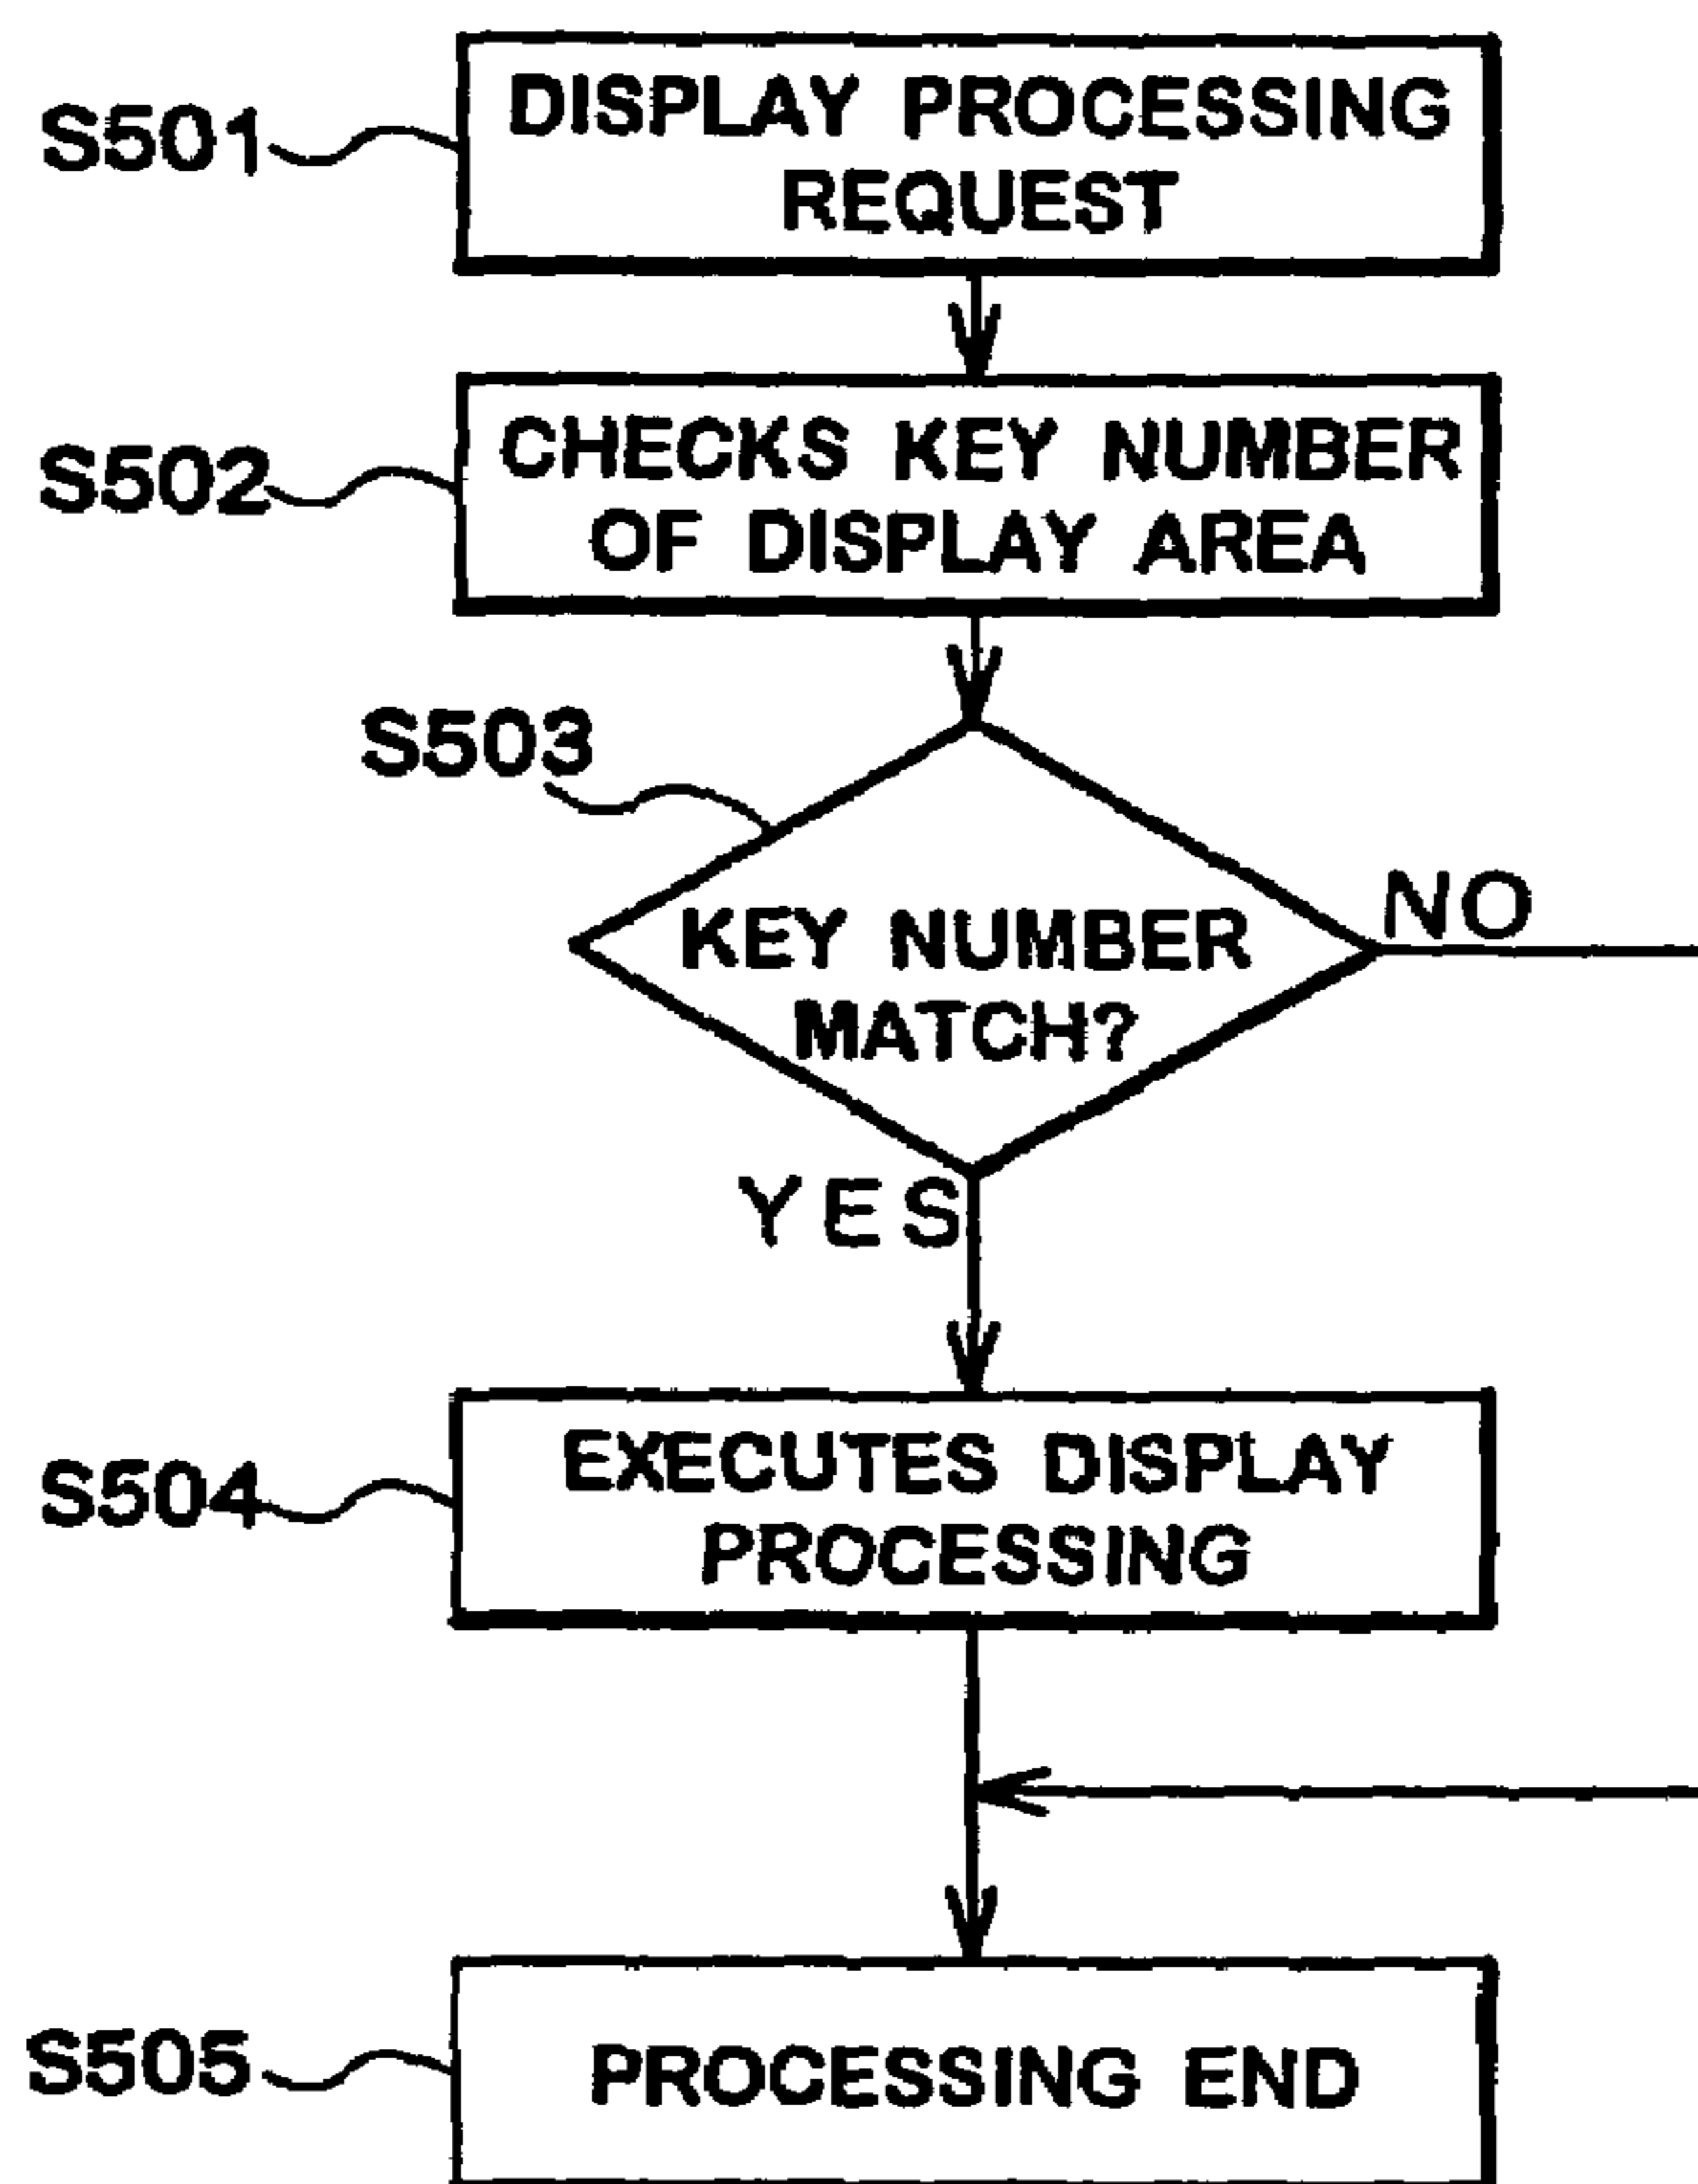 S501
DISPLAY PROCESSING
REQUEST
S502
CHECKS KEY NUMBER
OF DISPLAY AREA
S503
KEY NUMBER
MATCH?
NO
YES
S504
EXECUTES DISPLAY
PROCESSING
S505
PROCESSING END